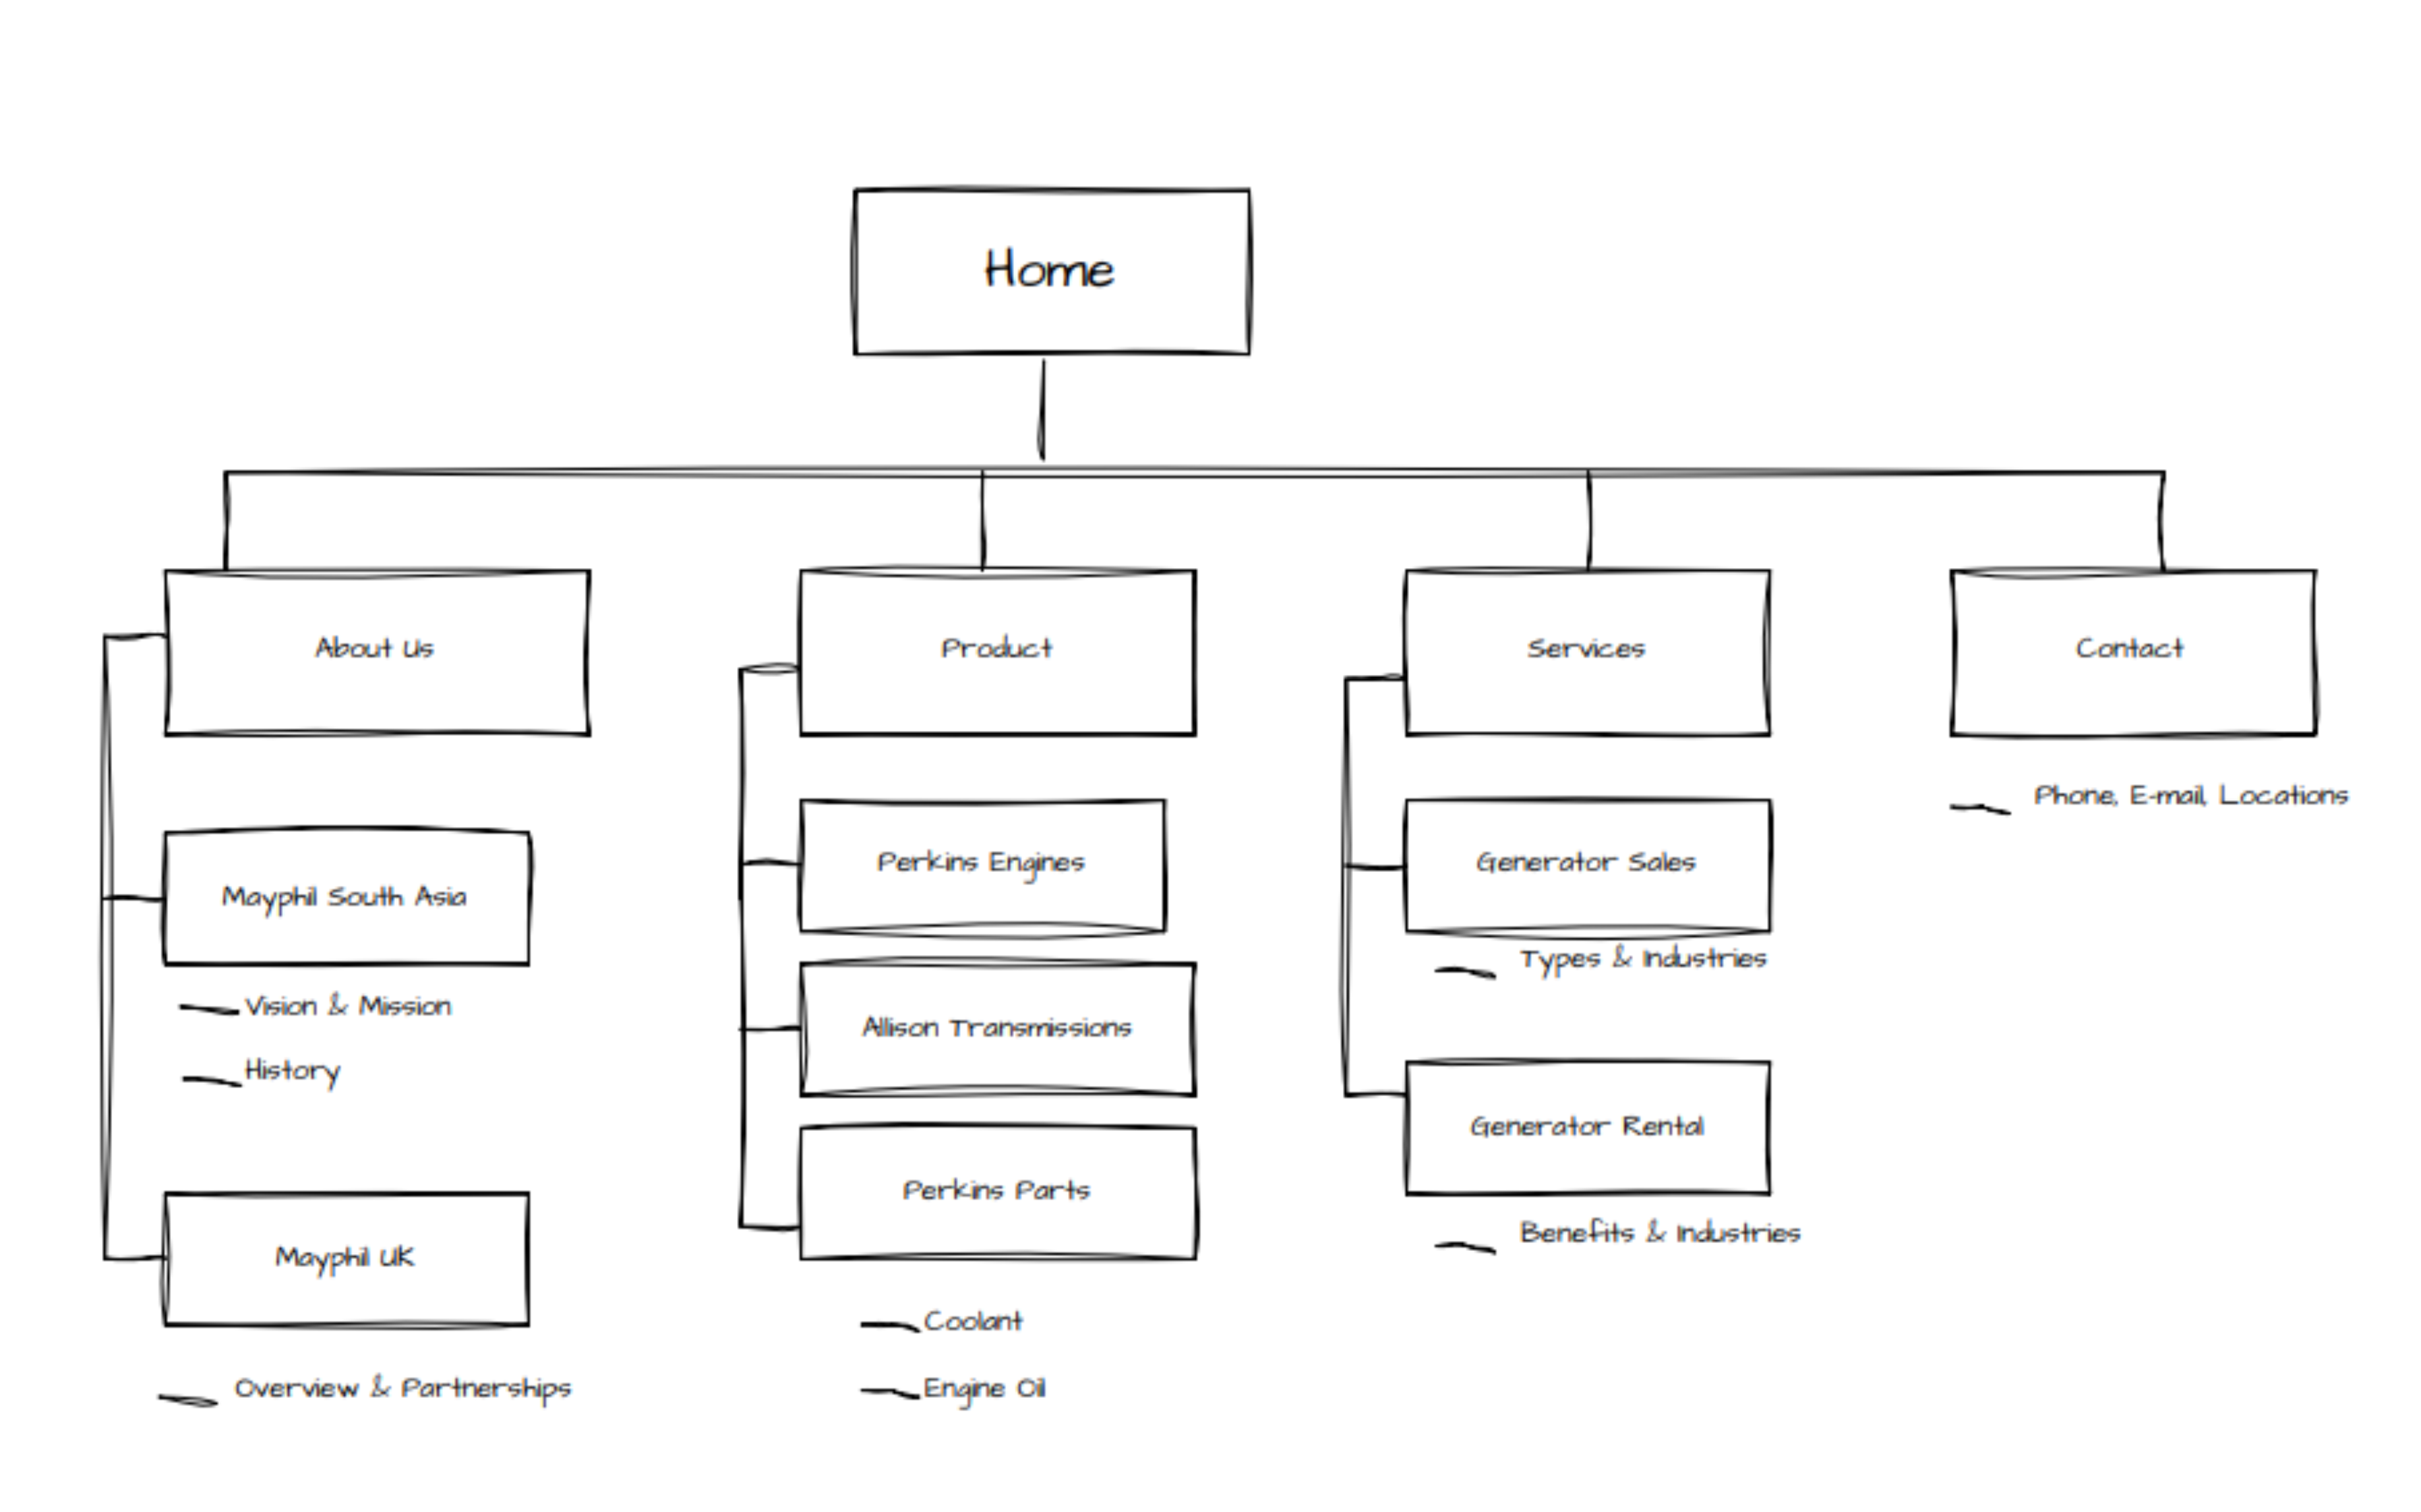 Home
About Us
Product
Services
Contact
Mayphil South Asia
Vision & Mission
History
Mayphil UK
Overview & Partnerships
Perkins Engines
Allison Transmissions
Perkins Parts
Coolant
Engine Oil
Generator Sales
Types & Industries
Generator Rental
Benefits & Industries
Phone, E-mail, Locations